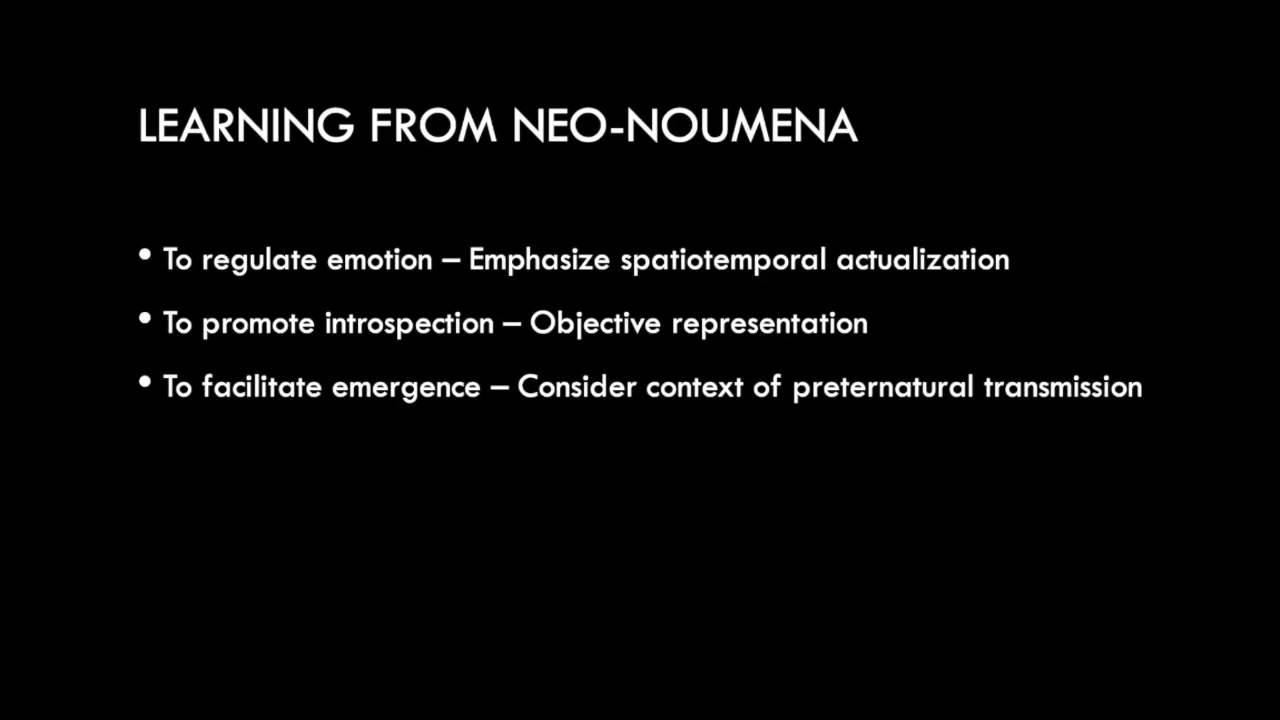 LEARNING FROM NEO-NOUMENA
• To regulate emotion – Emphasize spatiotemporal actualization
• To promote introspection – Objective representation
• To facilitate emergence – Consider context of preternatural transmission